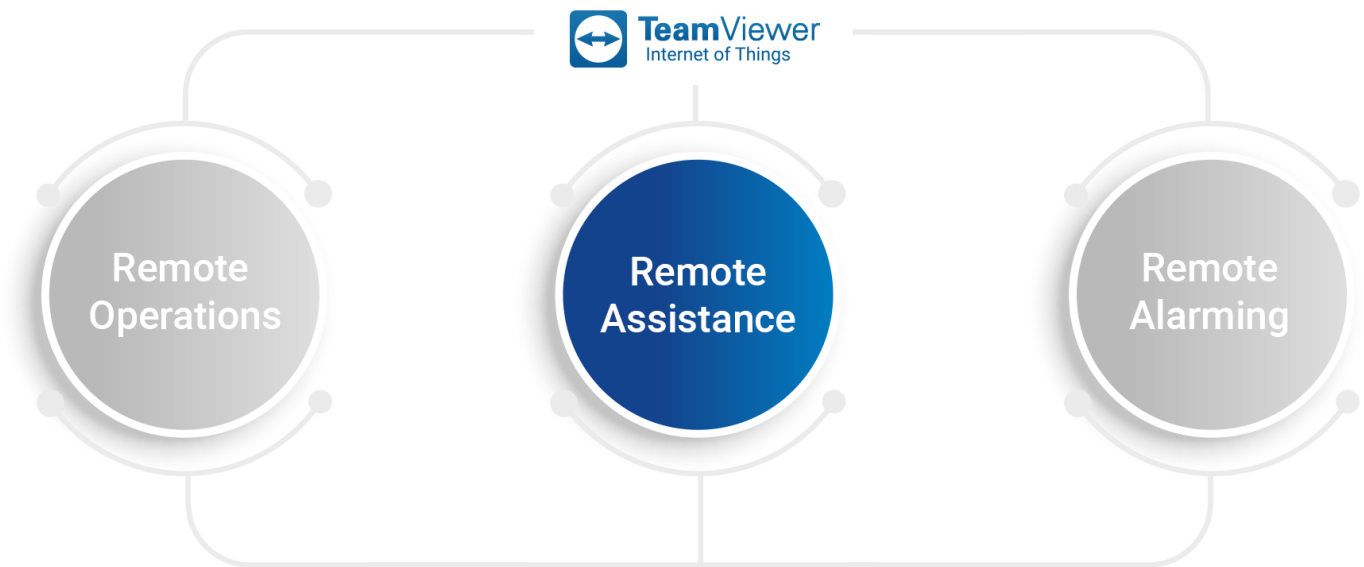 TeamViewer
Internet of Things
Remote
Operations
Remote
Assistance
Remote
Alarming